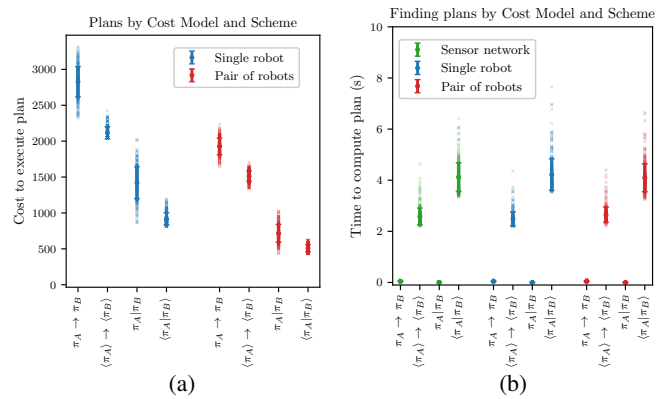 Plans by Cost Model and Scheme
Single robot
Pair of robots
Cost to execute plan
3000
2500
2000
1500
1000
500
0
π_A → π_B
⟨π_A⟩ → ⟨π_B⟩
π_A|π_B
⟨π_A|π_B⟩
π_A → π_B
⟨π_A⟩ → ⟨π_B⟩
π_A|π_B
⟨π_A|π_B⟩
(a)
Finding plans by Cost Model and Scheme
Sensor network
Single robot
Pair of robots
Time to compute plan (s)
10
8
6
4
2
0
π_A → π_B
⟨π_A⟩ → ⟨π_B⟩
π_A|π_B
⟨π_A|π_B⟩
π_A → π_B
⟨π_A⟩ → ⟨π_B⟩
π_A|π_B
⟨π_A|π_B⟩
π_A → π_B
⟨π_A⟩ → ⟨π_B⟩
π_A|π_B
⟨π_A|π_B⟩
(b)